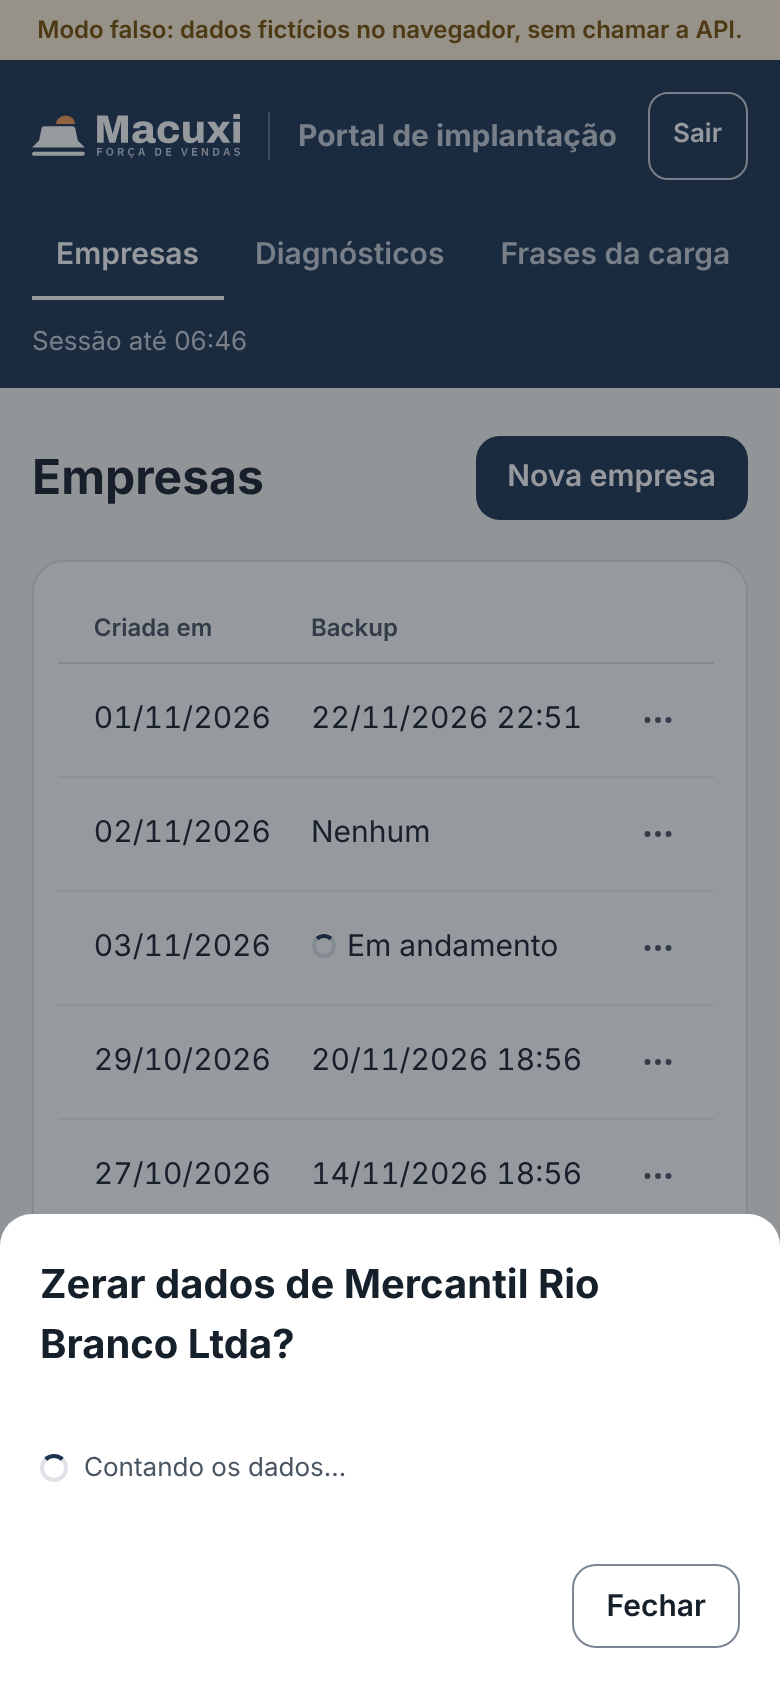 Modo falso: dados fictícios no navegador, sem chamar a API.
Macuxi
FORÇA DE VENDAS
Portal de implantação
Sair
Empresas
Diagnósticos
Frases da carga
Sessão até 06:46
Empresas
Nova empresa
Criada em
Backup
01/11/2026
22/11/2026 22:51
...
02/11/2026
Nenhum
...
03/11/2026
Em andamento
...
29/10/2026
20/11/2026 18:56
...
27/10/2026
14/11/2026 18:56
...
Zerar dados de Mercantil Rio
Branco Ltda?
Contando os dados...
Fechar